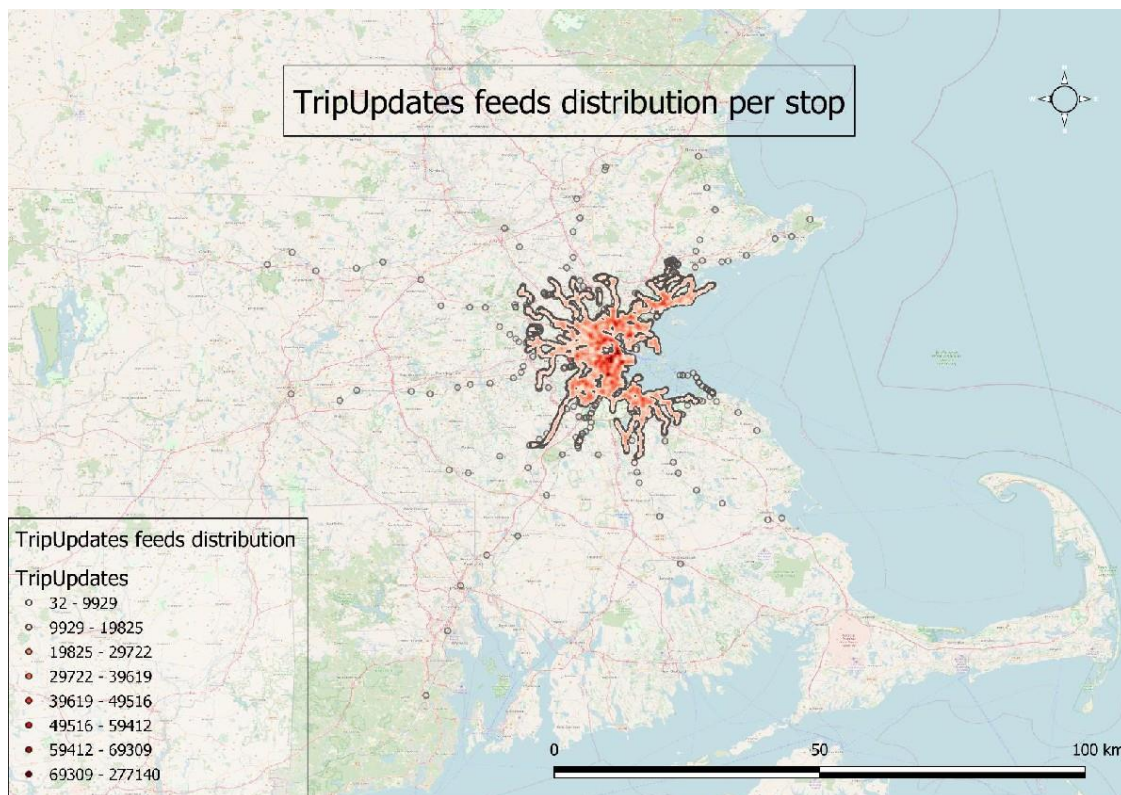 TripUpdates feeds distribution per stop
TripUpdates feeds distribution
TripUpdates
32 - 9929
9929 - 19825
19825 - 29722
29722 - 39619
39619 - 49516
49516 - 59412
59412 - 69309
69309 - 277140
0
50
100 km